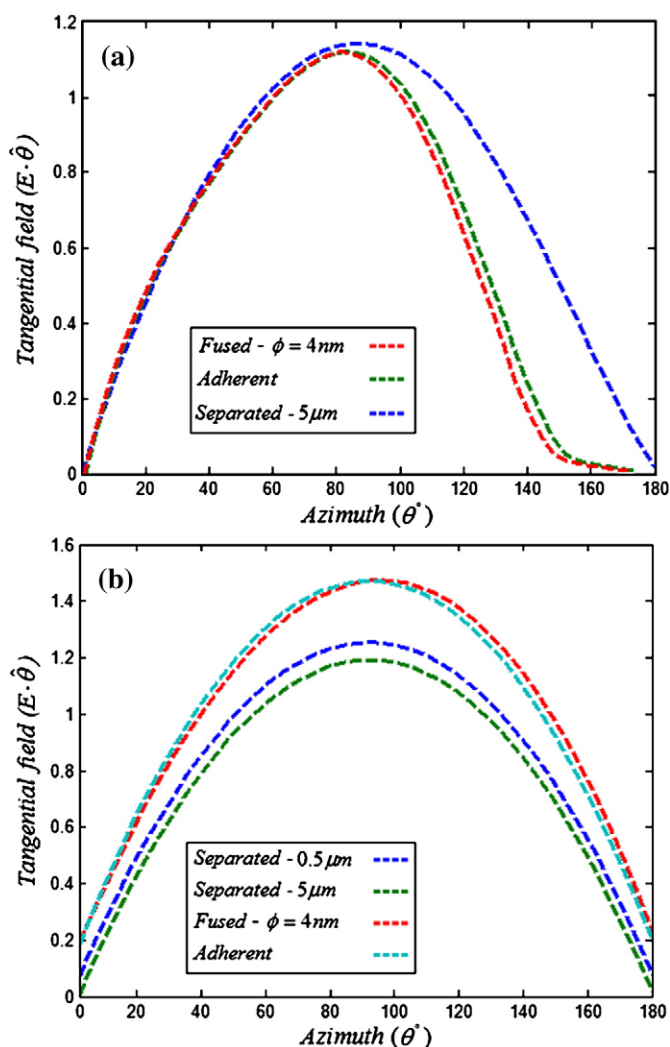 (a)
Tangential field (E·θ̂)
1.2
1
0.8
0.6
0.4
0.2
0
Fused - ϕ = 4nm
Adherent
Separated - 5μm
0 20 40 60 80 100 120 140 160 180
Azimuth (θ°)
(b)
Tangential field (E·θ̂)
1.6
1.4
1.2
1
0.8
0.6
0.4
0.2
0
Separated - 0.5μm
Separated - 5μm
Fused - ϕ = 4nm
Adherent
0 20 40 60 80 100 120 140 160 180
Azimuth (θ°)